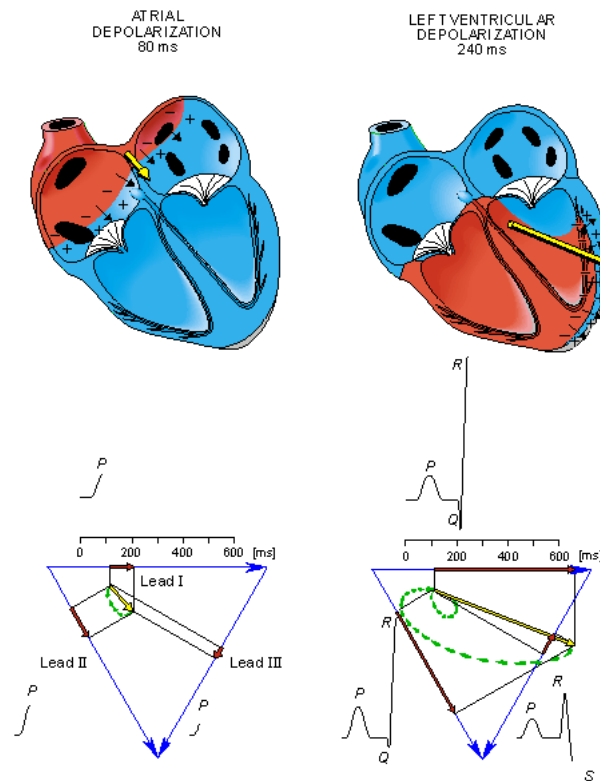 ATRIAL
DEPOLARIZATION
80 ms
LEFT VENTRICULAR
DEPOLARIZATION
240 ms
− + − + − + − +
R
P
P
Q
0 200 400 600 [ms]
0 200 400 600 [ms]
Lead I
Lead II
Lead III
R
P
P
P
R
P
Q
S